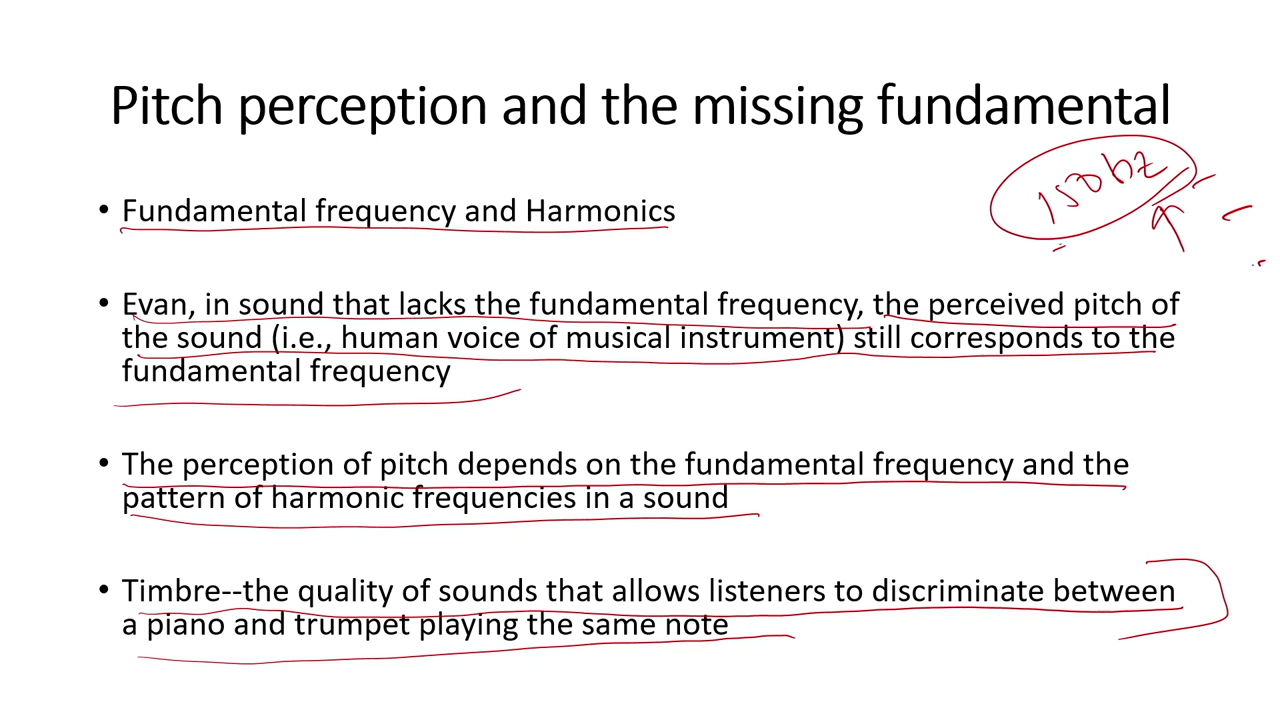 Pitch perception and the missing fundamental
150 hz
• Fundamental frequency and Harmonics
• Evan, in sound that lacks the fundamental frequency, the perceived pitch of
the sound (i.e., human voice of musical instrument) still corresponds to the
fundamental frequency
• The perception of pitch depends on the fundamental frequency and the
pattern of harmonic frequencies in a sound
• Timbre--the quality of sounds that allows listeners to discriminate between
a piano and trumpet playing the same note